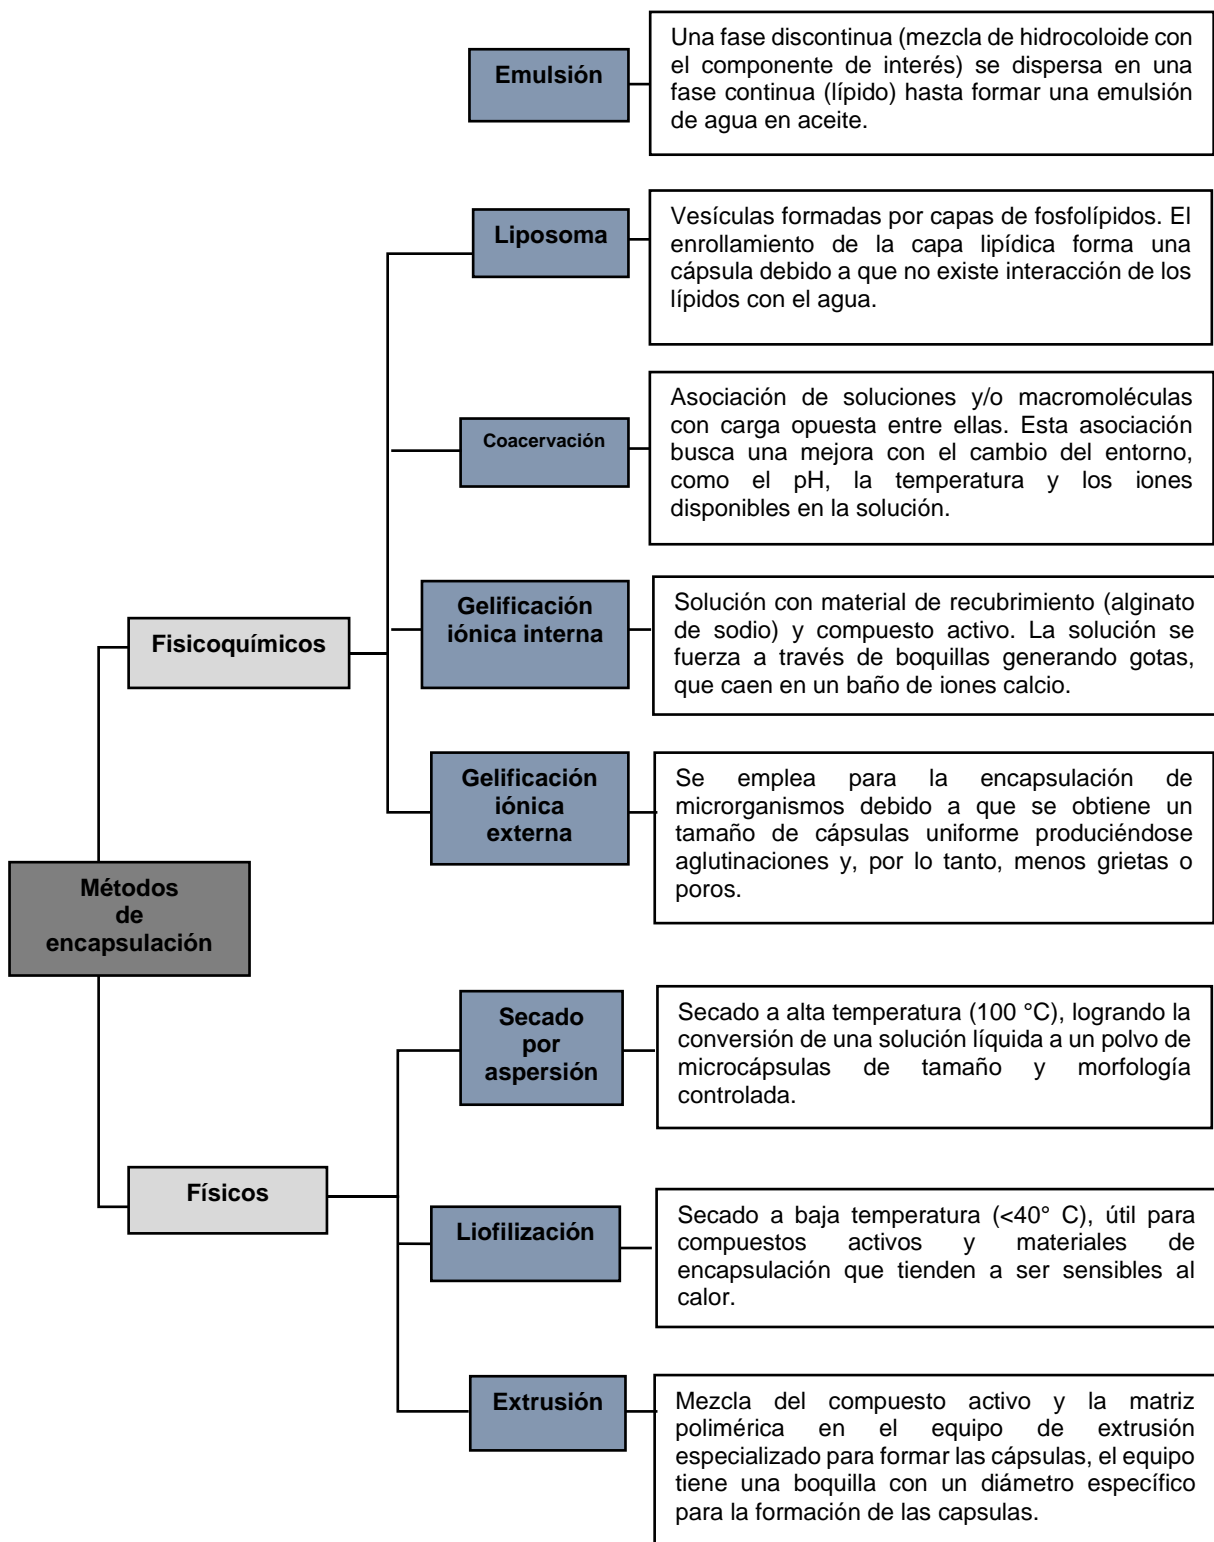 Emulsión
Una fase discontinua (mezcla de hidrocoloide con
el componente de interés) se dispersa en una
fase continua (lípido) hasta formar una emulsión
de agua en aceite.
Liposoma
Vesículas formadas por capas de fosfolípidos. El
enrollamiento de la capa lipídica forma una
cápsula debido a que no existe interacción de los
lípidos con el agua.
Coacervación
Asociación de soluciones y/o macromoléculas
con carga opuesta entre ellas. Esta asociación
busca una mejora con el cambio del entorno,
como el pH, la temperatura y los iones
disponibles en la solución.
Fisicoquímicos
Gelificación
iónica interna
Solución con material de recubrimiento (alginato
de sodio) y compuesto activo. La solución se
fuerza a través de boquillas generando gotas,
que caen en un baño de iones calcio.
Gelificación
iónica
externa
Se emplea para la encapsulación de
microrganismos debido a que se obtiene un
tamaño de cápsulas uniforme produciéndose
aglutinaciones y, por lo tanto, menos grietas o
poros.
Métodos
de
encapsulación
Secado
por
aspersión
Secado a alta temperatura (100 °C), logrando la
conversión de una solución líquida a un polvo de
microcápsulas de tamaño y morfología
controlada.
Físicos
Liofilización
Secado a baja temperatura (<40° C), útil para
compuestos activos y materiales de
encapsulación que tienden a ser sensibles al
calor.
Extrusión
Mezcla del compuesto activo y la matriz
polimérica en el equipo de extrusión
especializado para formar las cápsulas, el equipo
tiene una boquilla con un diámetro específico
para la formación de las capsulas.